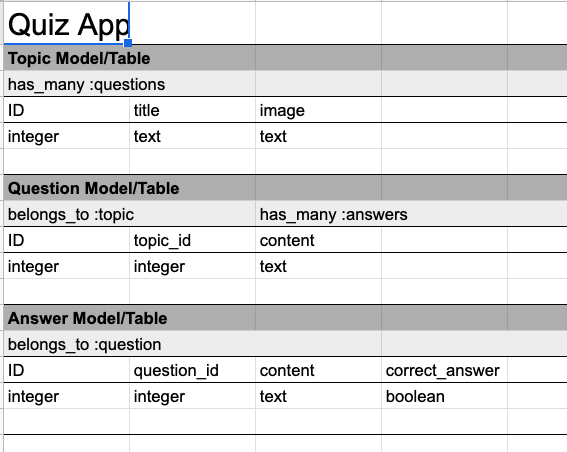 Quiz App
Topic Model/Table
has_many :questions
ID title image
integer text text
Question Model/Table
belongs_to :topic has_many :answers
ID topic_id content
integer integer text
Answer Model/Table
belongs_to :question
ID question_id content correct_answer
integer integer text boolean